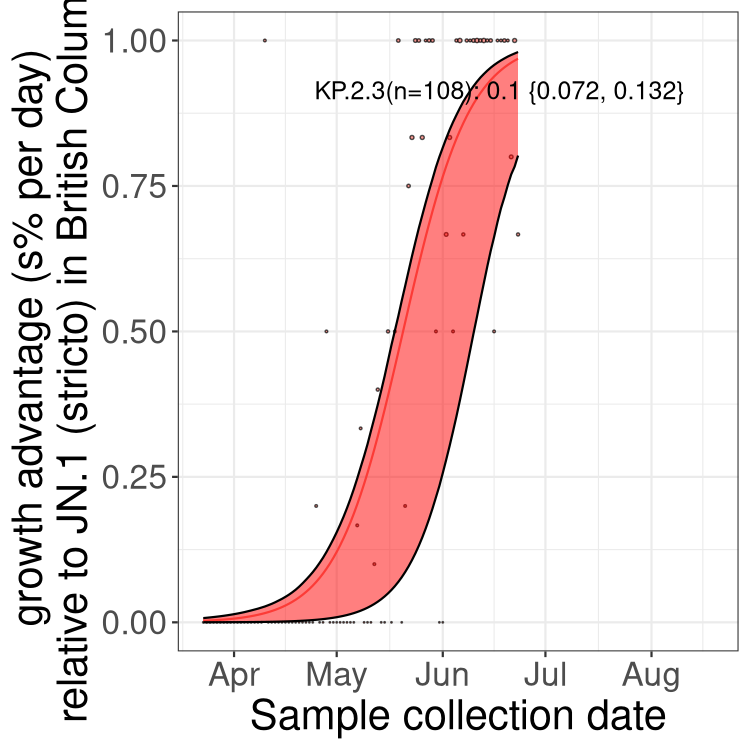 growth advantage (s% per day)
relative to JN.1 (stricto) in British Colum
1.00
0.75
0.50
0.25
0.00
KP.2.3(n=108): 0.1 {0.072, 0.132}
Apr May Jun Jul Aug
Sample collection date